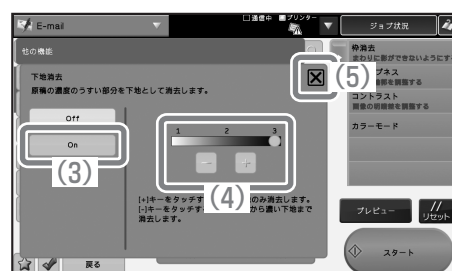 E-mail
通信中
プリンター
ジョブ状況
他の機能
下地消去
原稿の濃度のうすい部分を下地として消去します。
(5)
枠消去
まわりに影ができないようにす
プネス
を調整する
コントラスト
画像の明暗を調整する
カラーモード
Off
On
(3)
1 2 3
- +
(4)
[+]キーをタッチす のみ消去します。
[-]キーをタッチす から濃い下地まで
消去します。
プレビュー
リセット
スタート
戻る